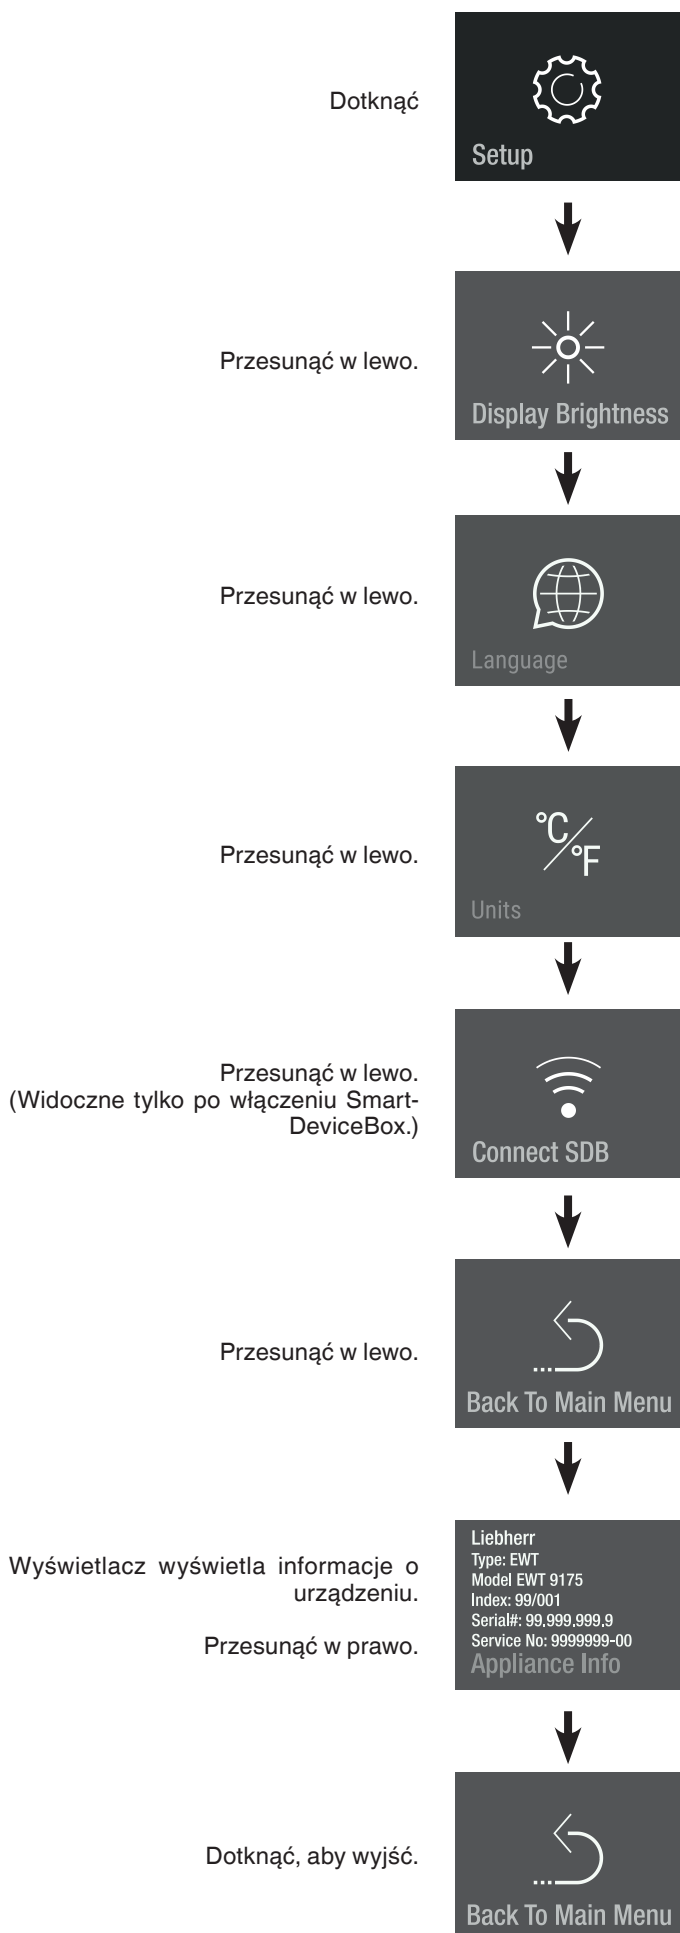 Dotknąć
Setup
Przesunąć w lewo.
Display Brightness
Przesunąć w lewo.
Language
Przesunąć w lewo.
°C/°F
Units
Przesunąć w lewo.
(Widoczne tylko po włączeniu Smart-
DeviceBox.)
Connect SDB
Przesunąć w lewo.
Back To Main Menu
Wyświetlacz wyświetla informacje o
urządzeniu.
Przesunąć w prawo.
Liebherr
Type: EWT
Model EWT 9175
Index: 99/001
Serial#: 99.999.999.9
Service No: 9999999-00
Appliance Info
Dotknąć, aby wyjść.
Back To Main Menu